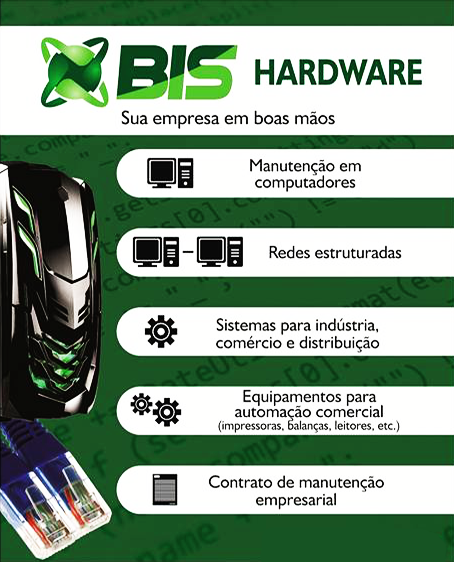 BIS HARDWARE
Sua empresa em boas mãos
Manutenção em
computadores
Redes estruturadas
Sistemas para indústria,
comércio e distribuição
Equipamentos para
automação comercial
(impressoras, balanças, leitores, etc.)
Contrato de manutenção
empresarial